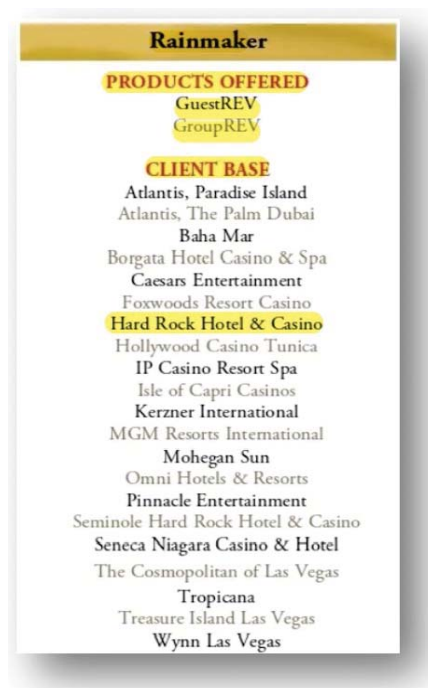 Rainmaker
PRODUCTS OFFERED
GuestREV
GroupREV
CLIENT BASE
Atlantis, Paradise Island
Atlantis, The Palm Dubai
Baha Mar
Borgata Hotel Casino & Spa
Caesars Entertainment
Foxwoods Resort Casino
Hard Rock Hotel & Casino
Hollywood Casino Tunica
IP Casino Resort Spa
Isle of Capri Casinos
Kerzner International
MGM Resorts International
Mohegan Sun
Omni Hotels & Resorts
Pinnacle Entertainment
Seminole Hard Rock Hotel & Casino
Seneca Niagara Casino & Hotel
The Cosmopolitan of Las Vegas
Tropicana
Treasure Island Las Vegas
Wynn Las Vegas